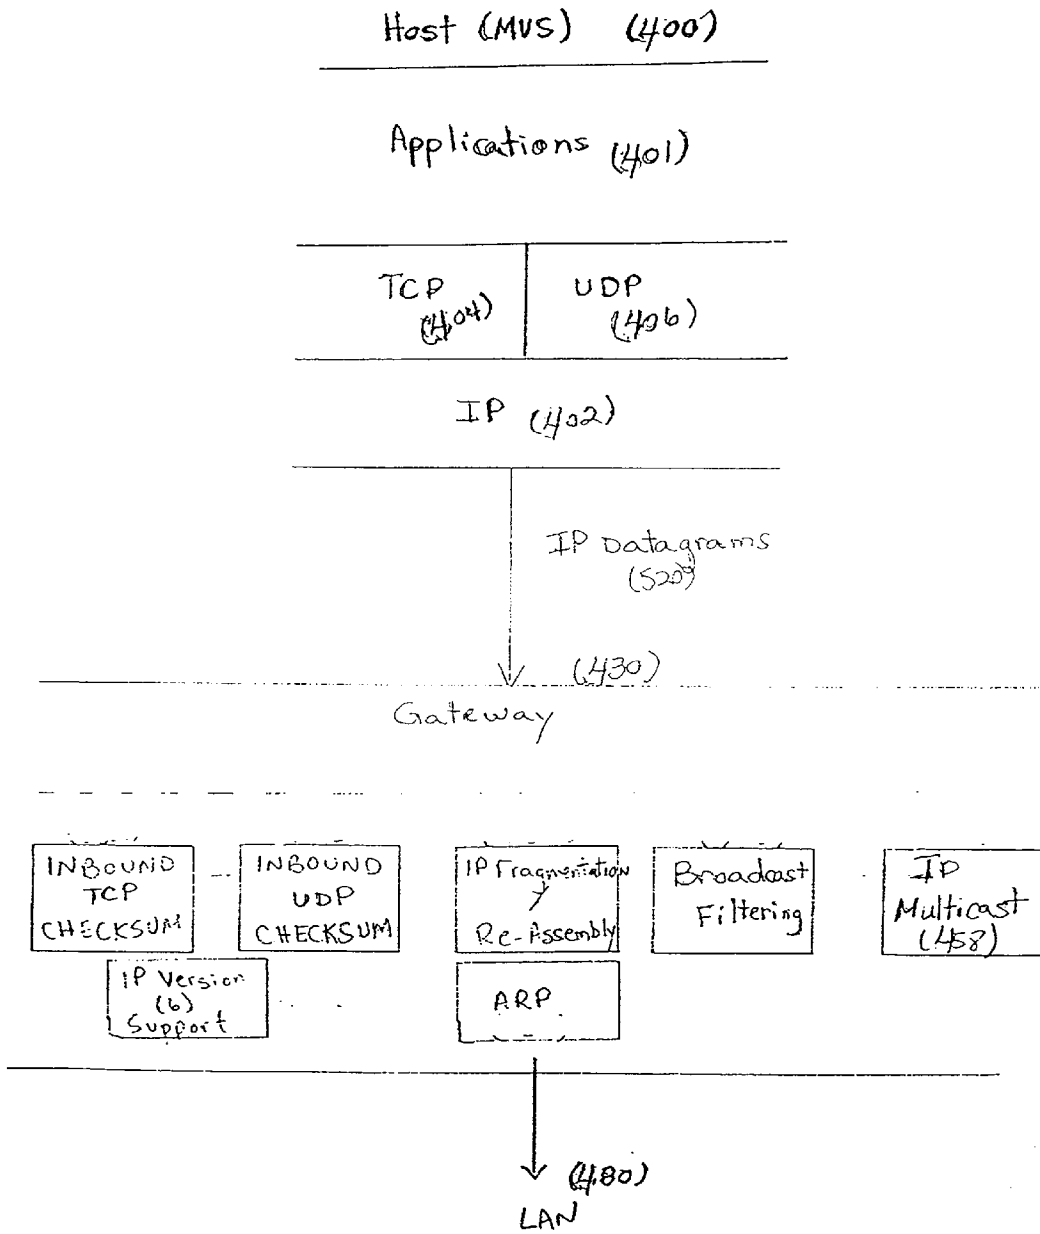 Host (MVS) (400)
Applications (401)
TCP
(404)
UDP
(406)
IP (402)
IP Datagrams
(520)
(430)
Gateway
INBOUND
TCP
CHECKSUM
INBOUND
UDP
CHECKSUM
IP Fragmentation
/
Re-Assembly
Broadcast
Filtering
IP
Multicast
(458)
IP Version
(6)
Support
ARP
(480)
LAN